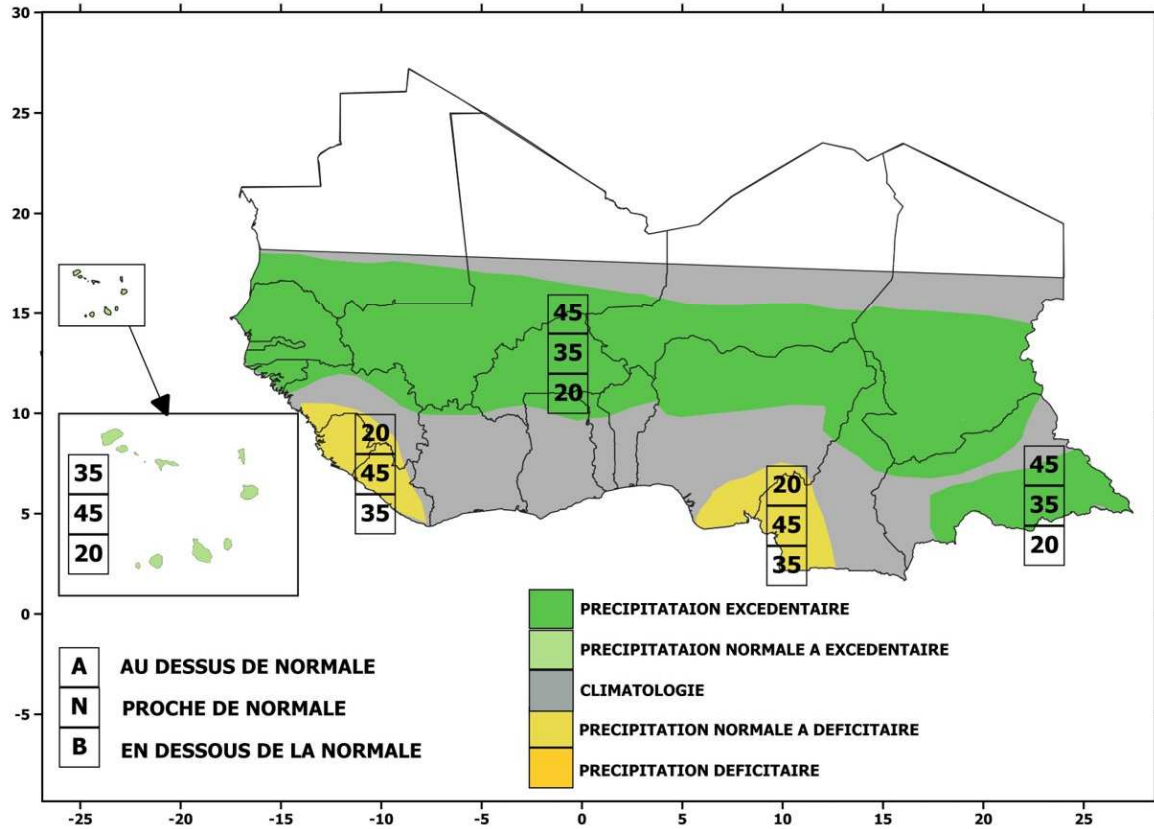 30
25
20
15
10
5
0
-5
45
35
20
20
45
35
20
45
35
45
35
20
35
45
20
A AU DESSUS DE NORMALE
N PROCHE DE NORMALE
B EN DESSOUS DE LA NORMALE
PRECIPITATAION EXCEDENTAIRE
PRECIPITATAION NORMALE A EXCEDENTAIRE
CLIMATOLOGIE
PRECIPITATION NORMALE A DEFICITAIRE
PRECIPITATION DEFICITAIRE
-25 -20 -15 -10 -5 0 5 10 15 20 25